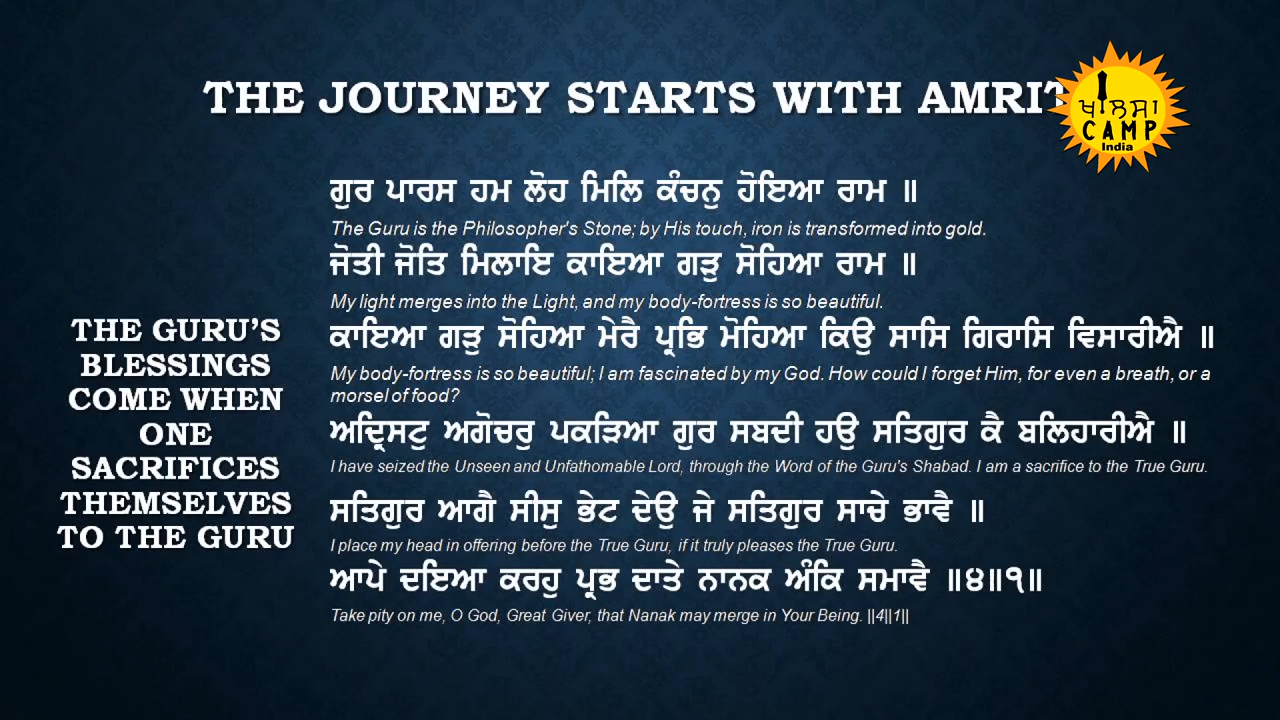 THE JOURNEY STARTS WITH AMRIT
ਖਾਲਸਾ
CAMP
India
THE GURU'S
BLESSINGS
COME WHEN
ONE
SACRIFICES
THEMSELVES
TO THE GURU
ਗੁਰ ਪਾਰਸ ਹਮ ਲੋਹ ਮਿਲਿ ਕੰਚਨੁ ਹੋਇਆ ਰਾਮ ॥
The Guru is the Philosopher's Stone; by His touch, iron is transformed into gold.
ਜੋਤੀ ਜੋਤਿ ਮਿਲਾਇ ਕਾਇਆ ਗੜੁ ਸੋਹਿਆ ਰਾਮ ॥
My light merges into the Light, and my body-fortress is so beautiful.
ਕਾਇਆ ਗੜੁ ਸੋਹਿਆ ਮੇਰੈ ਪ੍ਰਭਿ ਮੋਹਿਆ ਕਿਉ ਸਾਸਿ ਗਿਰਾਸਿ ਵਿਸਾਰੀਐ ॥
My body-fortress is so beautiful; I am fascinated by my God. How could I forget Him, for even a breath, or a
morsel of food?
ਅਦ੍ਰਿਸਟੁ ਅਗੋਚਰੁ ਪਕੜਿਆ ਗੁਰ ਸਬਦੀ ਹਉ ਸਤਿਗੁਰ ਕੈ ਬਲਿਹਾਰੀਐ ॥
I have seized the Unseen and Unfathomable Lord, through the Word of the Guru's Shabad. I am a sacrifice to the True Guru.
ਸਤਿਗੁਰ ਆਗੈ ਸੀਸੁ ਭੇਟ ਦੇਉ ਜੇ ਸਤਿਗੁਰ ਸਾਚੇ ਭਾਵੈ ॥
I place my head in offering before the True Guru, if it truly pleases the True Guru.
ਆਪੇ ਦਇਆ ਕਰਹੁ ਪ੍ਰਭ ਦਾਤੇ ਨਾਨਕ ਅੰਕਿ ਸਮਾਵੈ ॥੪॥੧॥
Take pity on me, O God, Great Giver, that Nanak may merge in Your Being. ||4||1||